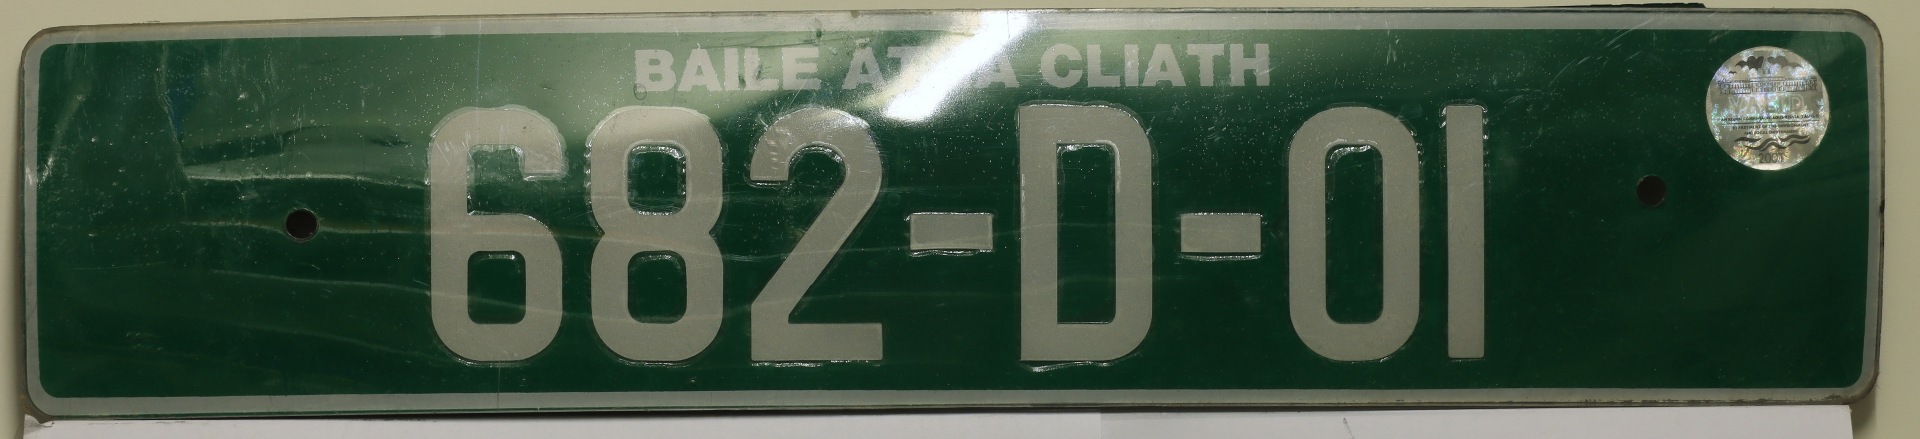 BAILE ÁTHA CLIATH
682-D-01